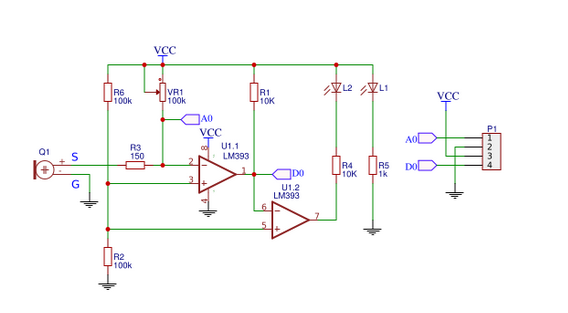 VCC
R6
100k
VR1
100k
R1
10K
L2
L1
A0
VCC
P1
VCC
Q1
S
G
+
-
R3
150
8
U1.1
LM393
2
-
3
+
1
4
D0
A0
D0
1
2
3
4
U1.2
LM393
6
-
5
+
7
R4
10K
R5
1k
R2
100k